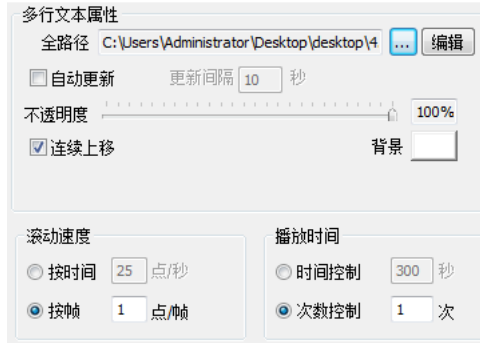 多行文本属性
全路径 C:\Users\Administrator\Desktop\desktop\4 ... 编辑
自动更新 更新间隔 10 秒
不透明度 100%
连续上移 背景
滚动速度 播放时间
按时间 25 点/秒 时间控制 300 秒
按帧 1 点/帧 次数控制 1 次